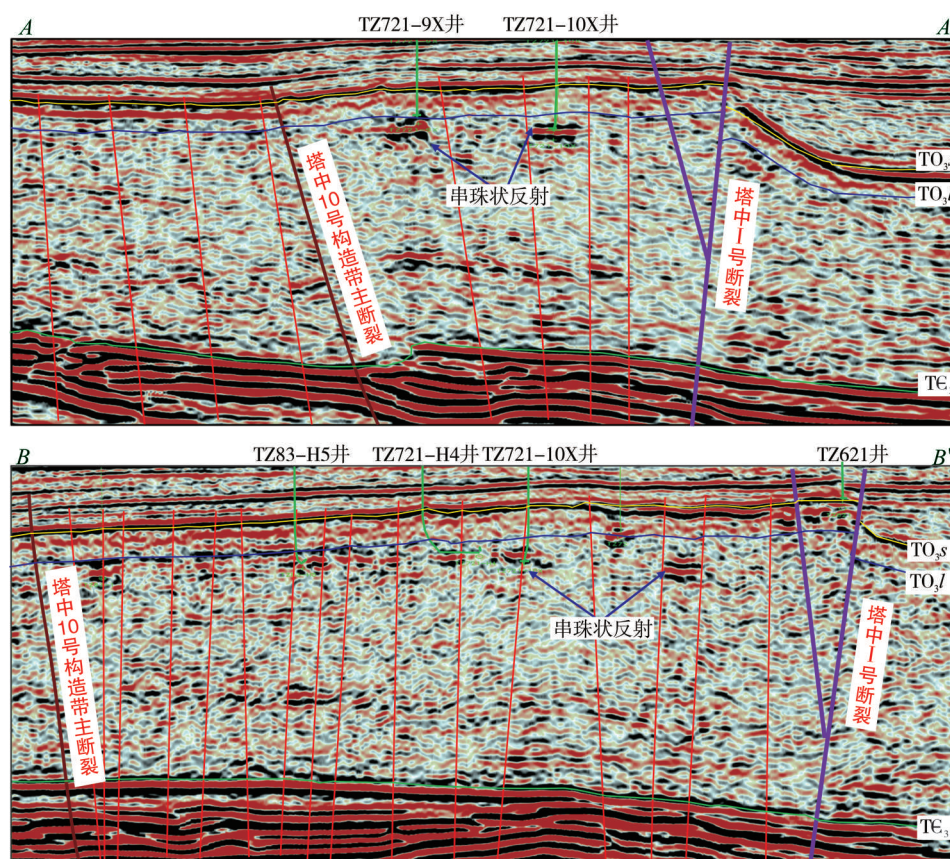 A
TZ721-9X井
TZ721-10X井
A
串珠状反射
塔中10号构造带主断裂
塔中Ⅰ号断裂
TO₃
TO₃
TЄ
B
TZ83-H5井
TZ721-H4井
TZ721-10X井
TZ621井
B'
串珠状反射
塔中10号构造带主断裂
塔中Ⅰ号断裂
TO₃s
TO₃l
TЄ₃